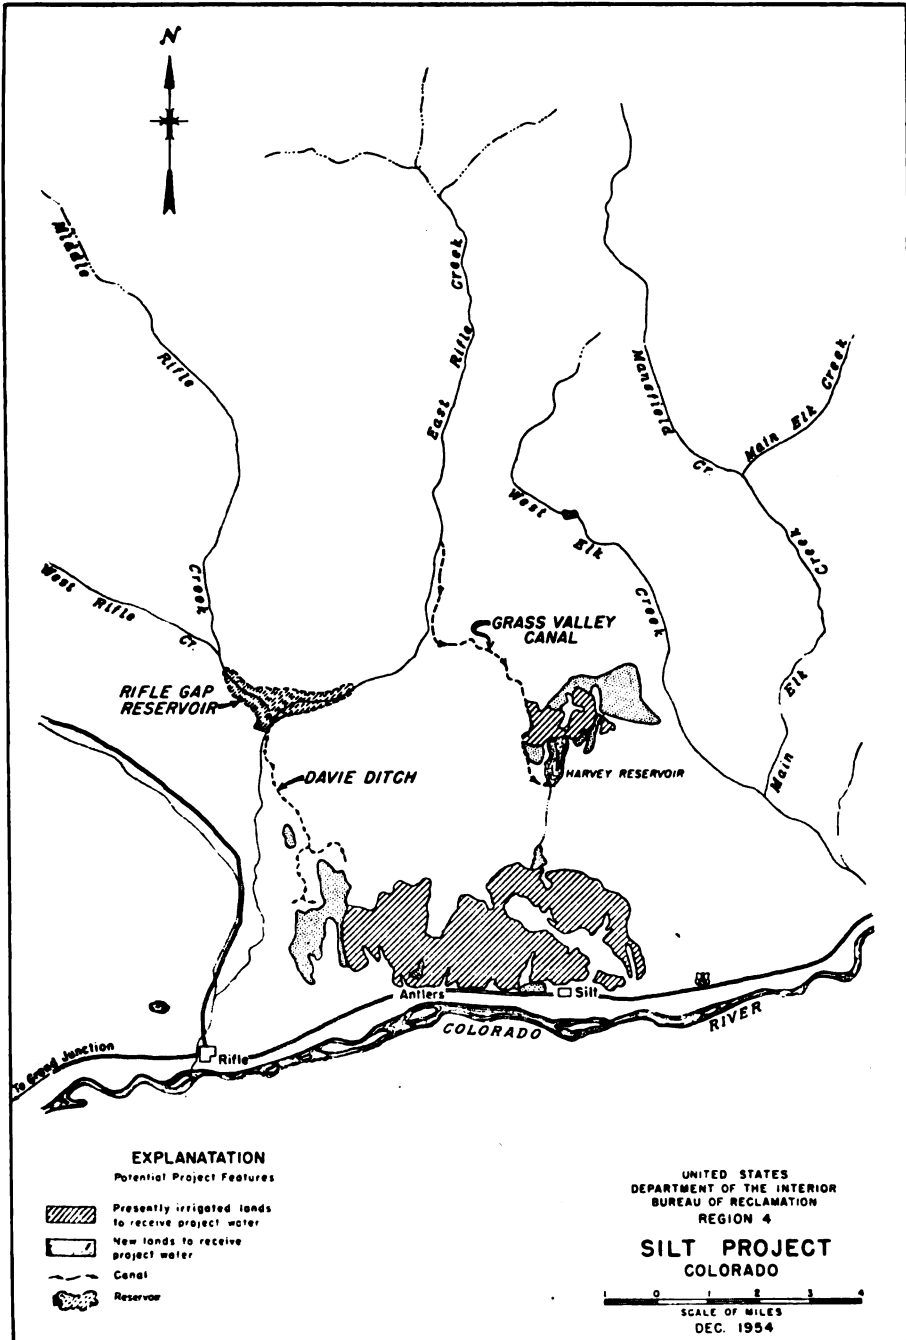 N
Middle
Rifle
Creek
East Rifle Creek
Mansfield
Cr.
Main Elk Creek
West
Elk
Creek
Creek
Elk
Main
West Rifle
Cr.
GRASS VALLEY
CANAL
RIFLE GAP
RESERVOIR
DAVIE DITCH
HARVEY RESERVOIR
Antlers
Silt
COLORADO
RIVER
Rifle
To Grand Junction
EXPLANATATION
Potential Project Features
Presently irrigated lands
to receive project water
New lands to receive
project water
Canal
Reservoir
UNITED STATES
DEPARTMENT OF THE INTERIOR
BUREAU OF RECLAMATION
REGION 4
SILT PROJECT
COLORADO
1 0 1 2 3 4
SCALE OF MILES
DEC. 1954